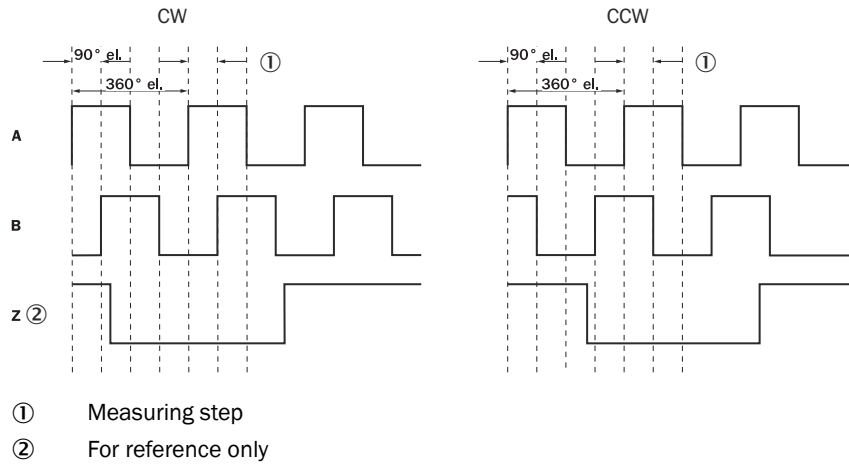 CW CCW
90° el. ① 90° el. ①
360° el. 360° el.
A
B
Z ②
① Measuring step
② For reference only